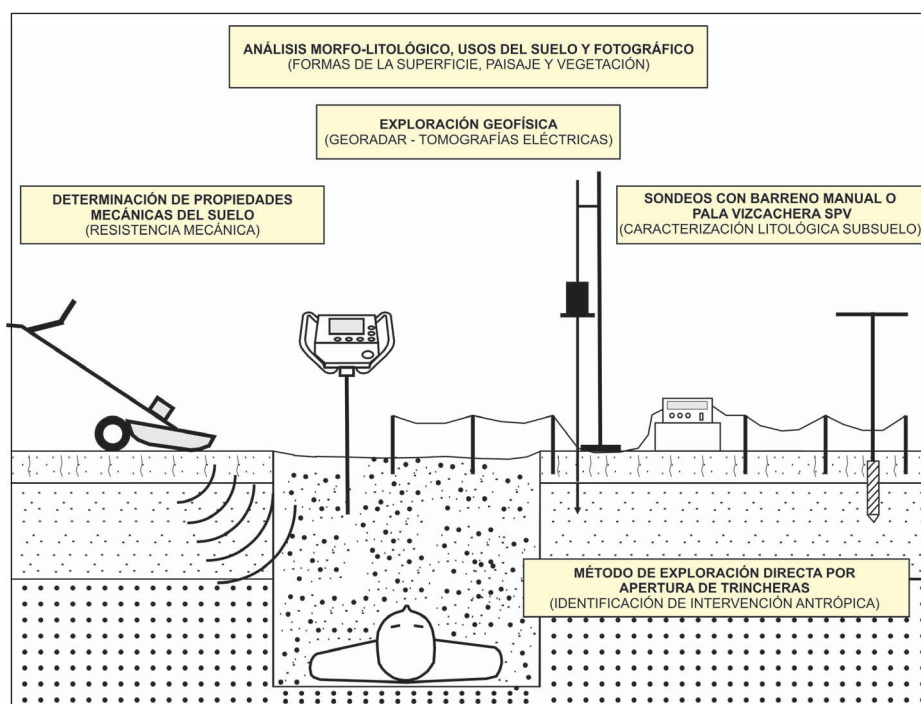 ANÁLISIS MORFO-LITOLÓGICO, USOS DEL SUELO Y FOTOGRÁFICO
(FORMAS DE LA SUPERFICIE, PAISAJE Y VEGETACIÓN)
EXPLORACIÓN GEOFÍSICA
(GEORADAR - TOMOGRAFÍAS ELÉCTRICAS)
DETERMINACIÓN DE PROPIEDADES
MECÁNICAS DEL SUELO
(RESISTENCIA MECÁNICA)
SONDEOS CON BARRENO MANUAL O
PALA VIZCACHERA SPV
(CARACTERIZACIÓN LITOLÓGICA SUBSUELO)
MÉTODO DE EXPLORACIÓN DIRECTA POR
APERTURA DE TRINCHERAS
(IDENTIFICACIÓN DE INTERVENCIÓN ANTRÓPICA)